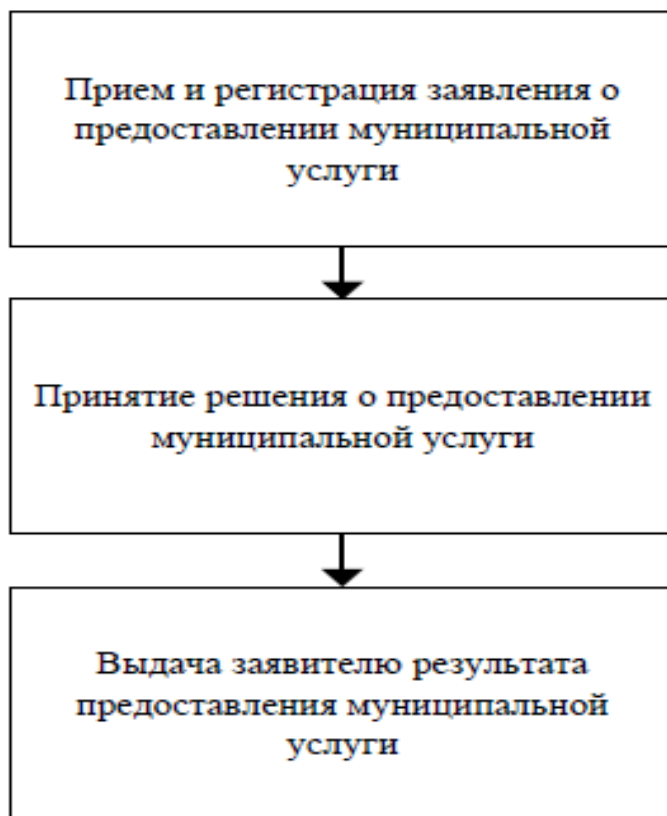 Прием и регистрация заявления о
предоставлении муниципальной
услуги
Принятие решения о предоставлении
муниципальной услуги
Выдача заявителю результата
предоставления муниципальной
услуги